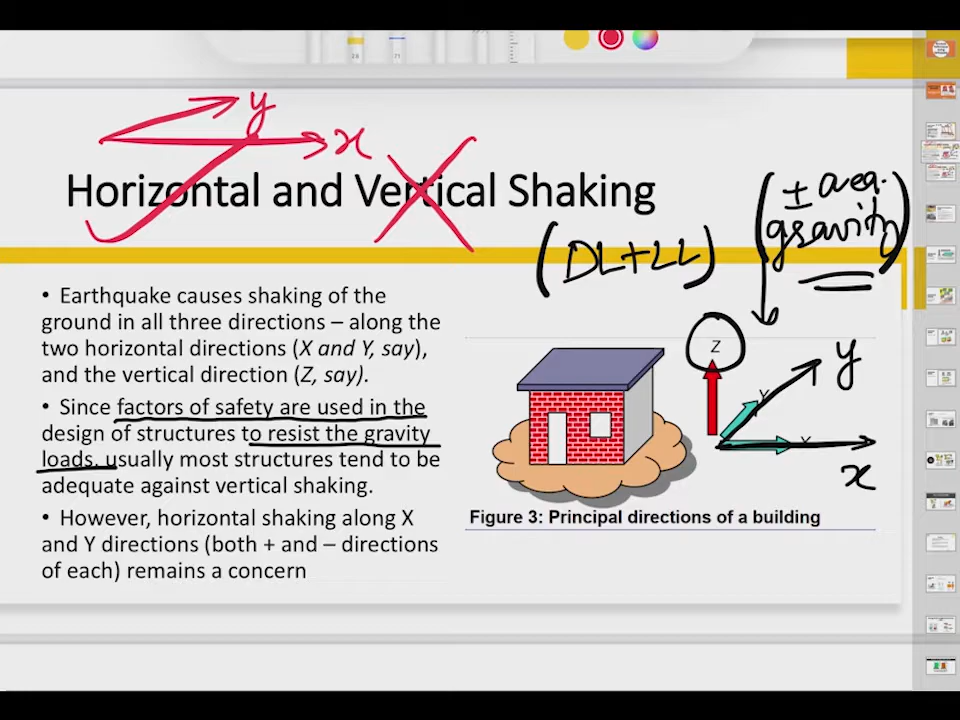 y
x
Horizontal and Vertical Shaking
± a eq.
gravity
(DL+LL)
• Earthquake causes shaking of the
ground in all three directions – along the
two horizontal directions (X and Y, say),
and the vertical direction (Z, say).
• Since factors of safety are used in the
design of structures to resist the gravity
loads, usually most structures tend to be
adequate against vertical shaking.
• However, horizontal shaking along X
and Y directions (both + and – directions
of each) remains a concern
Z
y
Y
X
x
Figure 3: Principal directions of a building